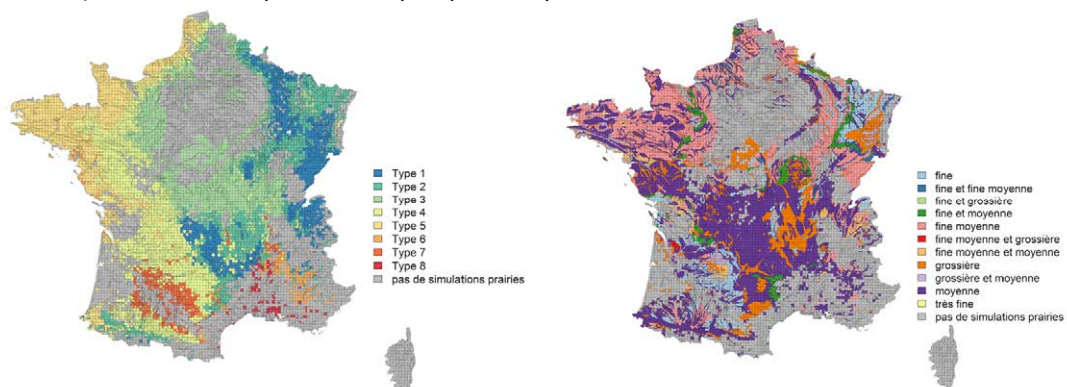 Type 1
Type 2
Type 3
Type 4
Type 5
Type 6
Type 7
Type 8
pas de simulations prairies
fine
fine et fine moyenne
fine et grossière
fine et moyenne
fine moyenne
fine moyenne et grossière
fine moyenne et moyenne
grossière
grossière et moyenne
moyenne
très fine
pas de simulations prairies